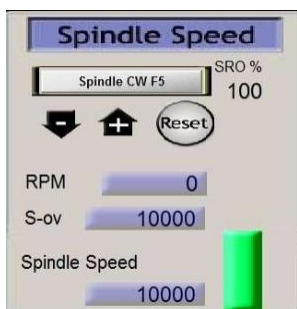 Spindle Speed
SRO %
Spindle CW F5
100
- + Reset
RPM 0
S-ov 10000
Spindle Speed
10000